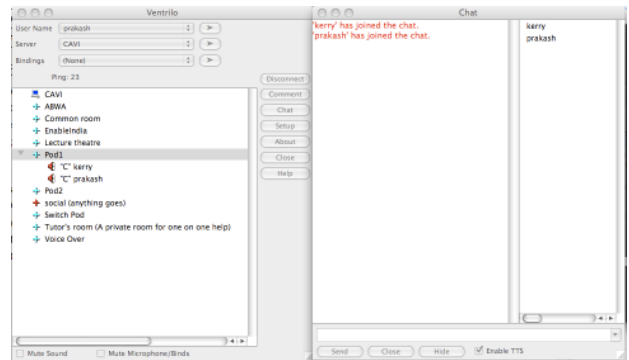 Ventrilo
User Name prakash
Server CAVI
Bindings (None)
Ping: 23
CAVI
ABWA
Common room
EnableIndia
Lecture theatre
Pod1
"C" kerry
"C" prakash
Pod2
social (anything goes)
Switch Pod
Tutor's room (A private room for one on one help)
Voice Over
Mute Sound Mute Microphone/Binds
Disconnect
Comment
Chat
Setup
About
Close
Help
Chat
'kerry' has joined the chat.
'prakash' has joined the chat.
kerry
prakash
Send Close Hide Enable TTS